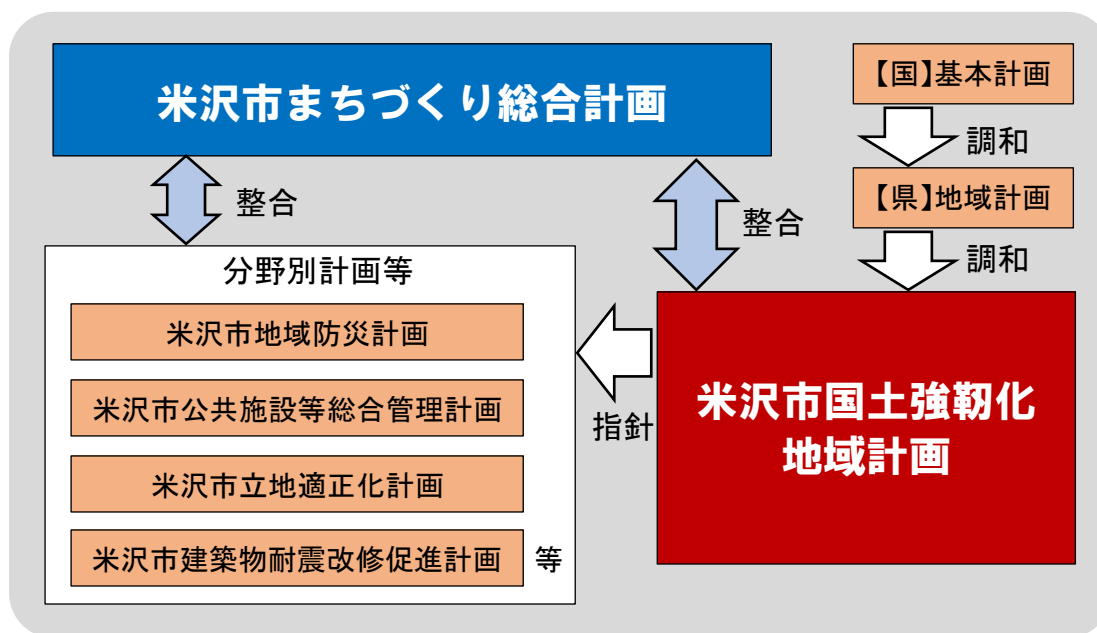 米沢市まちづくり総合計画
【国】基本計画
調和
【県】地域計画
調和
整合
整合
分野別計画等
米沢市地域防災計画
米沢市公共施設等総合管理計画
米沢市立地適正化計画
米沢市建築物耐震改修促進計画 等
指針
米沢市国土強靭化
地域計画